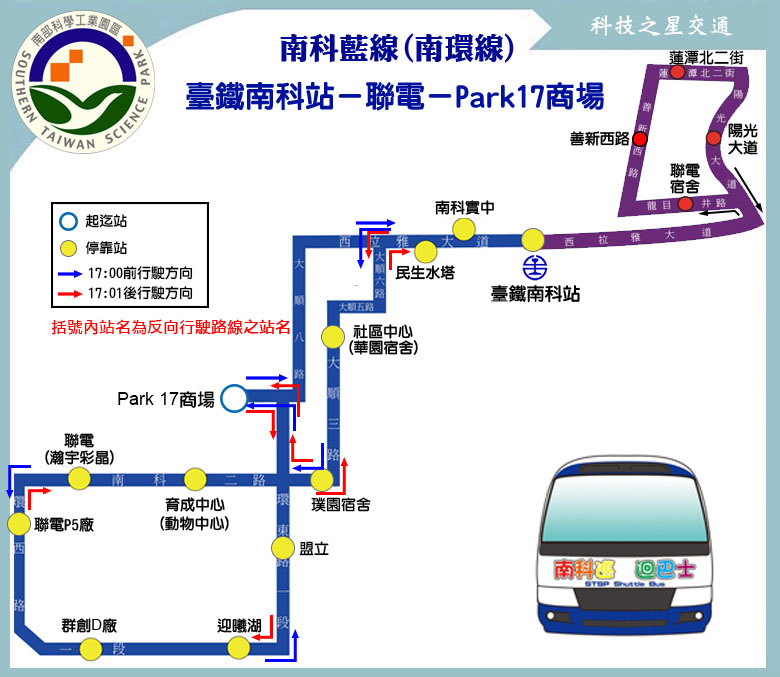 科技之星交通
南部科學工業園區
SOUTHERN TAIWAN SCIENCE PARK
南科藍線(南環線)
臺鐵南科站－聯電－Park17商場
蓮潭北二街
蓮潭北二街
陽光大道
善新西路
善新西路
陽光
大道
聯電
宿舍
龍目井路
起迄站
停靠站
17:00前行駛方向
17:01後行駛方向
括號內站名為反向行駛路線之站名
南科實中
西拉雅大道
西拉雅大道
民生水塔
臺鐵南科站
大順六路
大順八路
大順五路
社區中心
(華園宿舍)
大順三路
Park 17商場
聯電
(瀚宇彩晶)
南科二路
育成中心
(動物中心)
璞園宿舍
環西路一段
聯電P5廠
環東路一段
盟立
群創D廠
迎曦湖
南科巡迴巴士
STSP Shuttle Bus